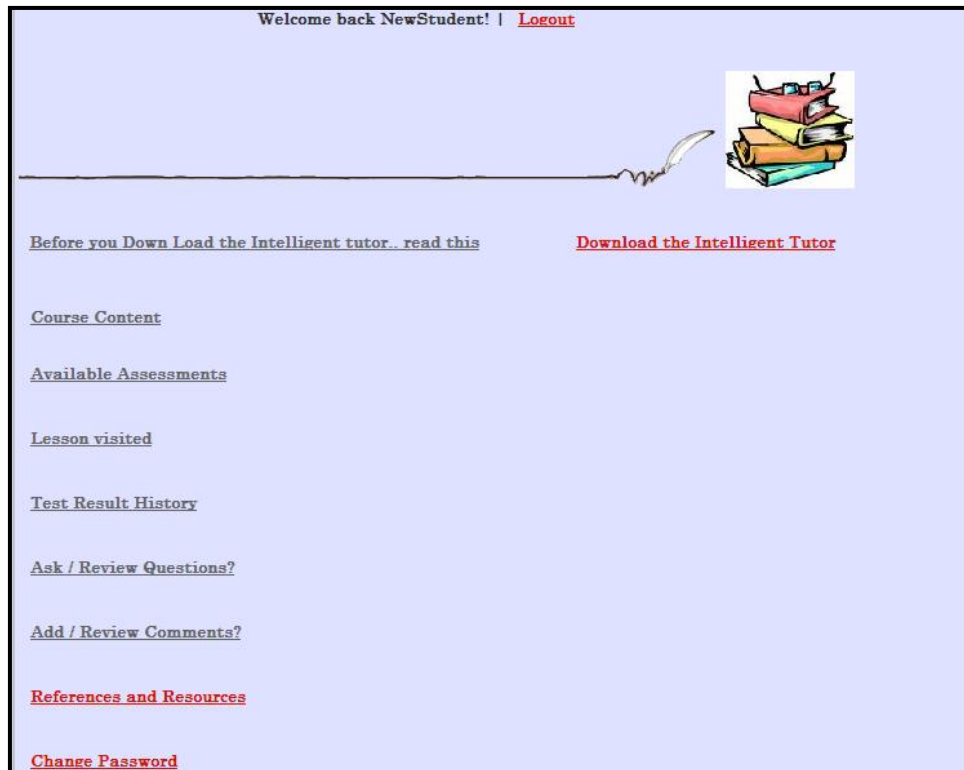 Welcome back NewStudent! | Logout
Before you Down Load the Intelligent tutor.. read this Download the Intelligent Tutor
Course Content
Available Assessments
Lesson visited
Test Result History
Ask / Review Questions?
Add / Review Comments?
References and Resources
Change Password